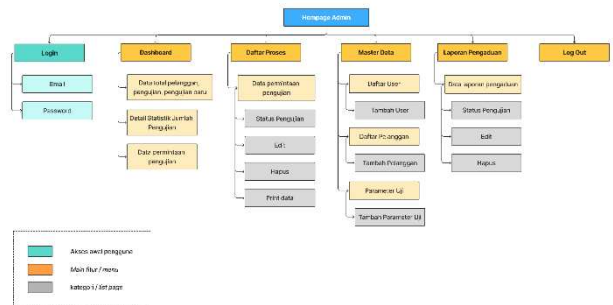 Homepage Admin
Login
Dashboard
Daftar Proses
Master Data
Laporan Pengaduan
Log Out
Email
Password
Data total pelanggan,
pengujian, pengujian baru
Detail Statistik Jumlah
Pengujian
Data permintaan
pengujian
Data permintaan
pengujian
Status Pengujian
Edit
Hapus
Print data
Daftar User
Tambah User
Daftar Pelanggan
Tambah Pelanggan
Parameter Uji
Tambah Parameter Uji
Data laporan pengaduan
Status Pengujian
Edit
Hapus
Akses awal pengguna
Main fitur / menu
kategori / list page